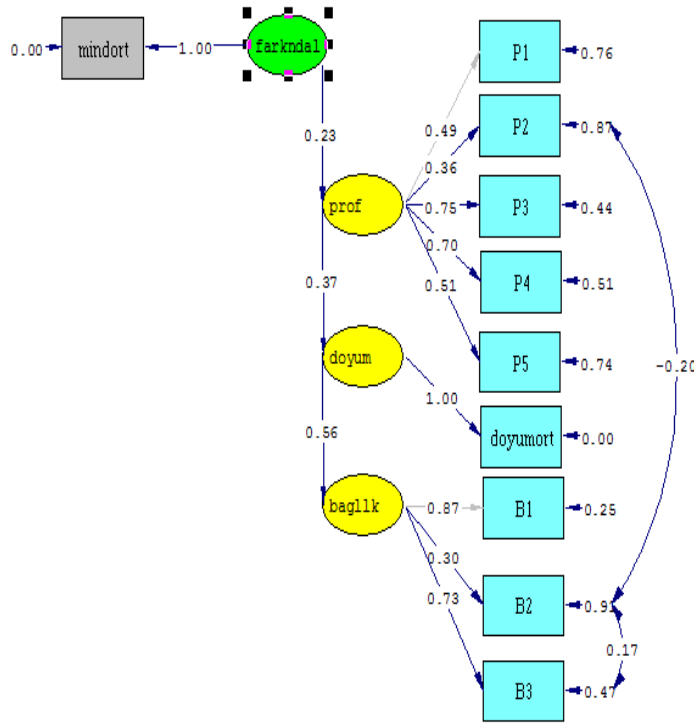 0.00
mindort
1.00
farkndal
P1
0.76
0.49
P2
0.87
0.23
0.36
prof
0.75
P3
0.44
0.70
P4
0.51
0.37
0.51
doyum
P5
0.74
-0.20
1.00
0.56
doyumort
0.00
bagllk
0.87
B1
0.25
0.30
B2
0.91
0.73
0.17
B3
0.47